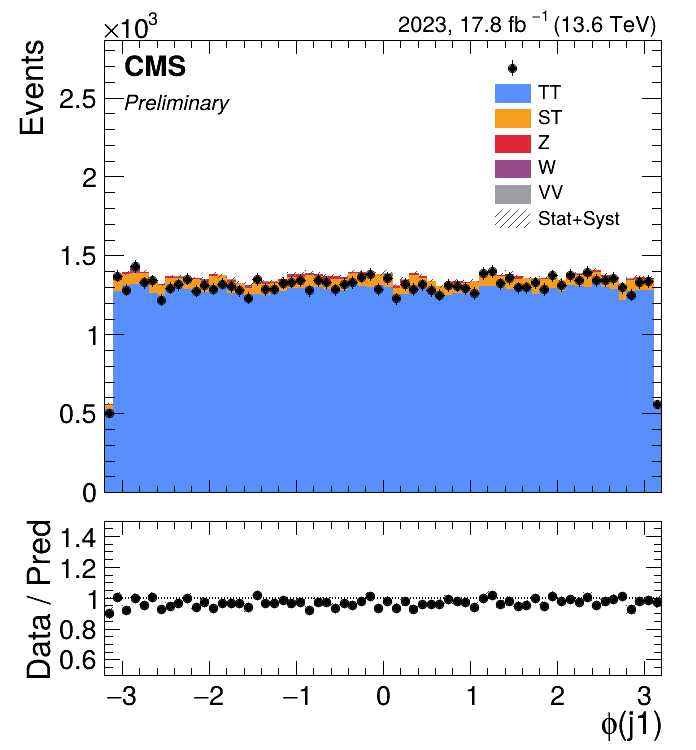 ×10³ 2023, 17.8 fb⁻¹ (13.6 TeV)
Events
CMS
Preliminary
TT
ST
Z
W
VV
Stat+Syst
2.5
2
1.5
1
0.5
0
Data / Pred
1.4
1.2
1
0.8
0.6
−3 −2 −1 0 1 2 3
ϕ(j1)